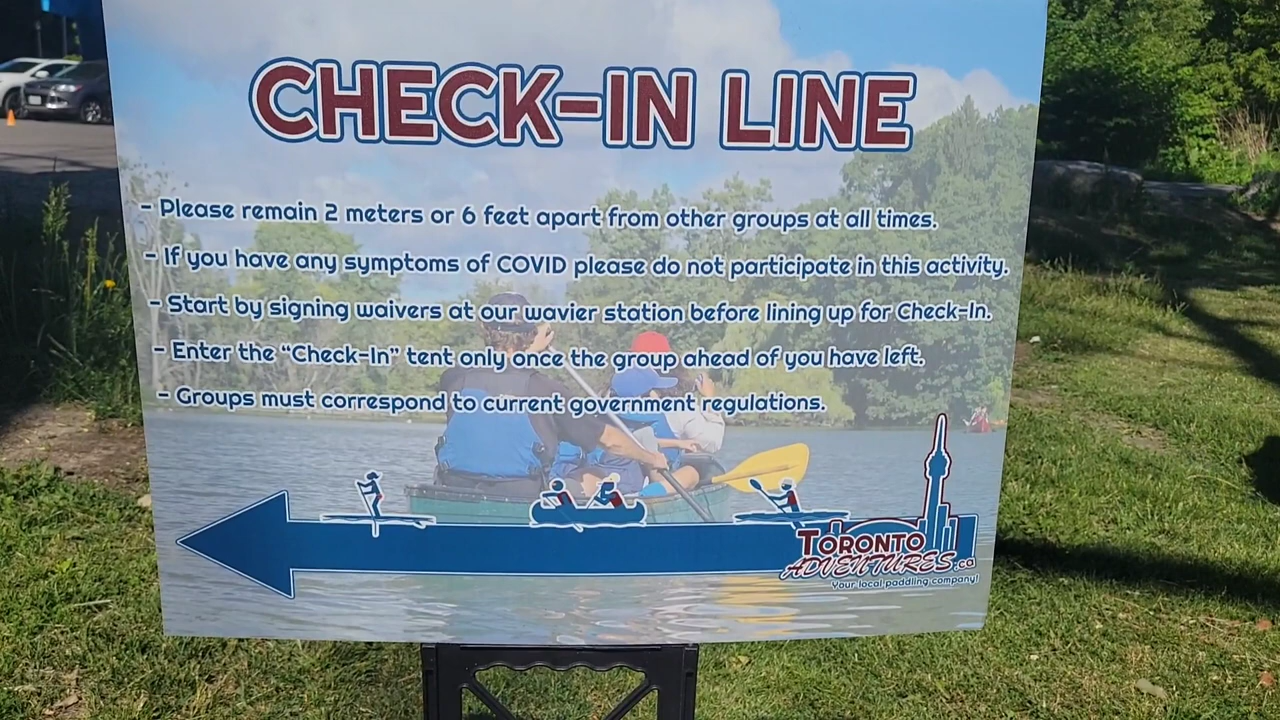 CHECK-IN LINE
- Please remain 2 meters or 6 feet apart from other groups at all times.
- If you have any symptoms of COVID please do not participate in this activity.
- Start by signing waivers at our wavier station before lining up for Check-In.
- Enter the “Check-In” tent only once the group ahead of you have left.
- Groups must correspond to current government regulations.
TORONTO
ADVENTURES.ca
Your local paddling company!